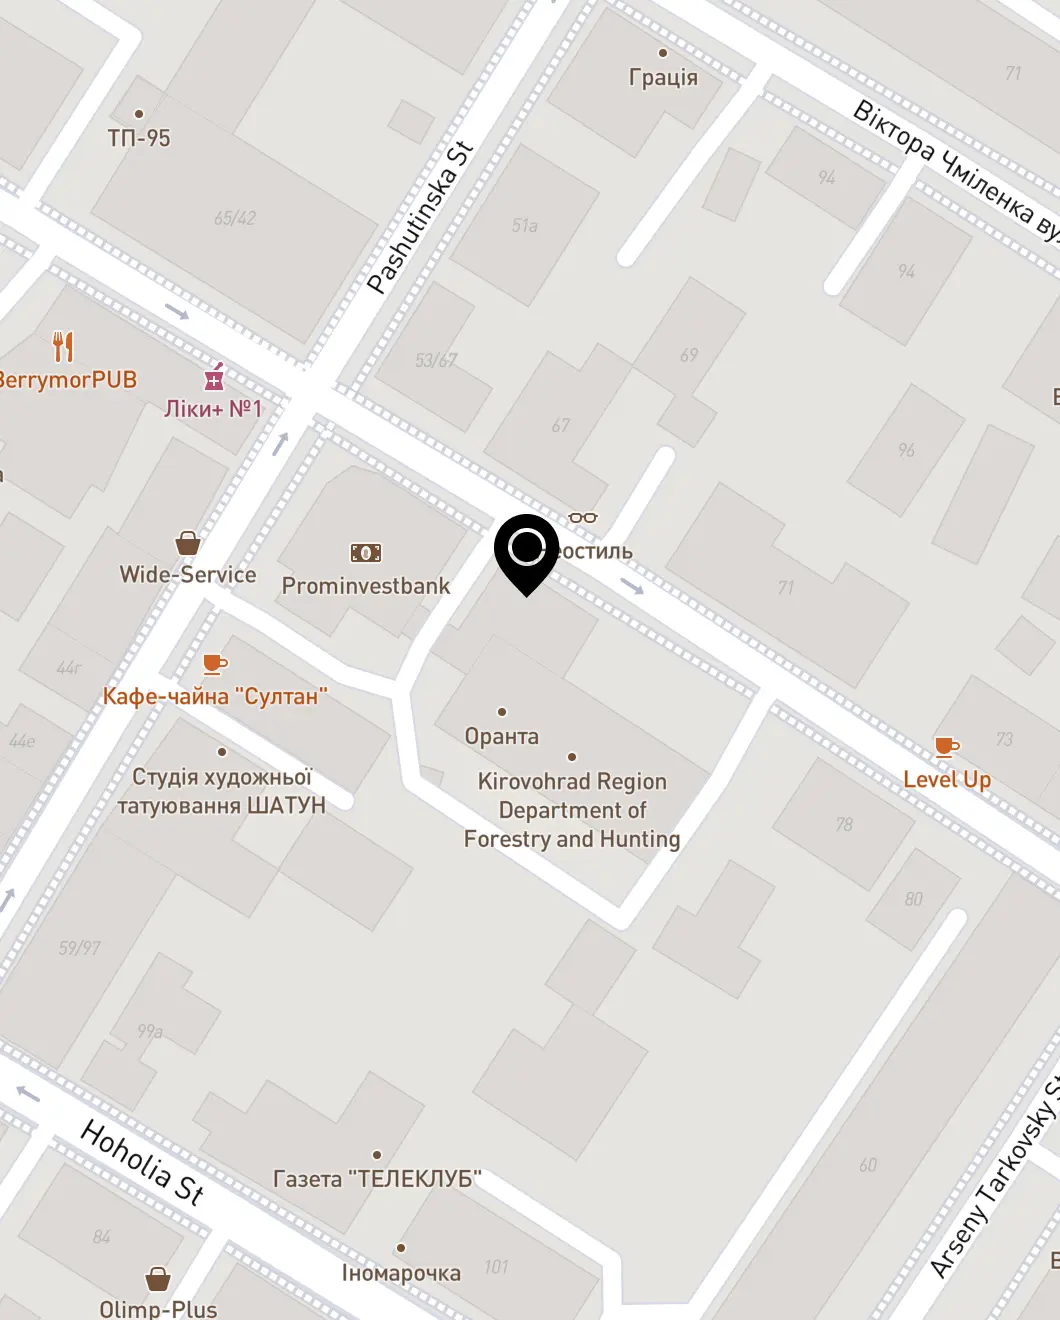 71
Грація
ТП-95
Віктора Чміленка вул
94
65/42
51а
Pashutinska St
94
BerrymorPUB
Ліки+ №1
53/67
69
67
96
Wide-Service
Prominvestbank
еостиль
71
44г
Кафе-чайна "Султан"
44е
Оранта
73
Студія художньої
татуювання ШАТУН
Kirovohrad Region
Department of
Forestry and Hunting
Level Up
78
80
59/97
99а
Hoholia St
Газета "ТЕЛЕКЛУБ"
60
Arseny Tarkovsky St
84
Іномарочка
101
Olimp-Plus